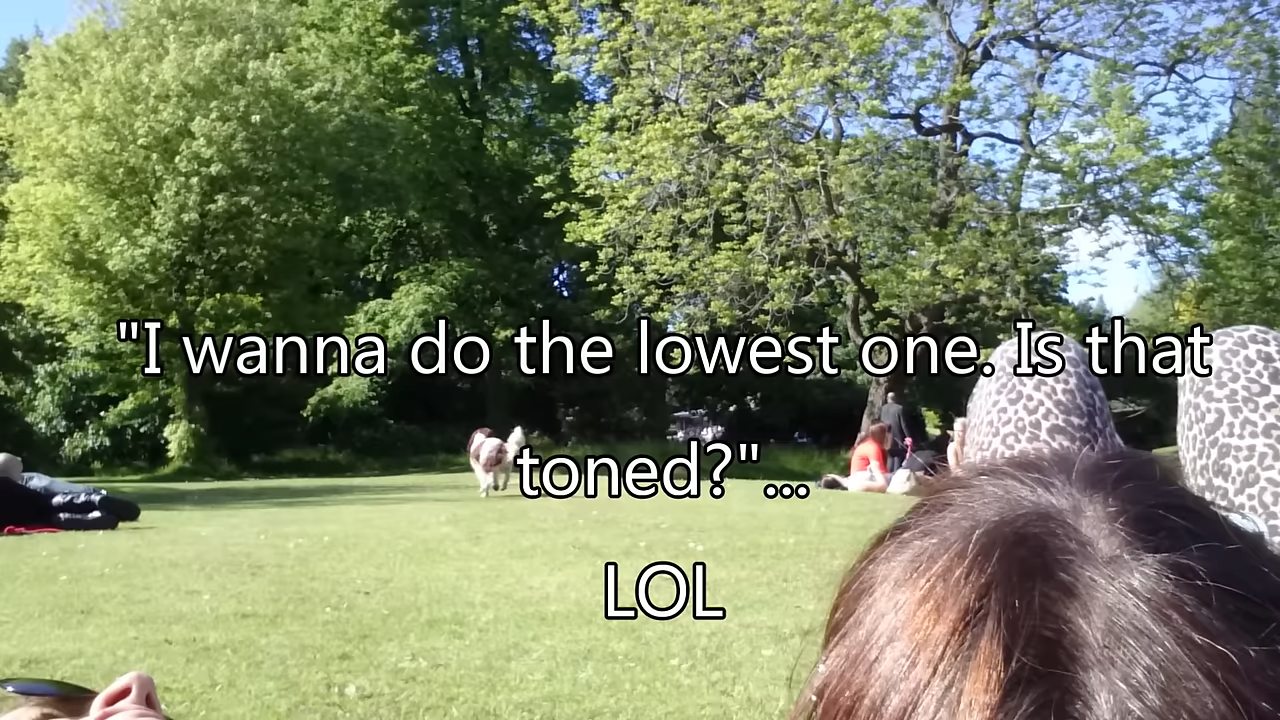 "I wanna do the lowest one. Is that
toned?"...
LOL